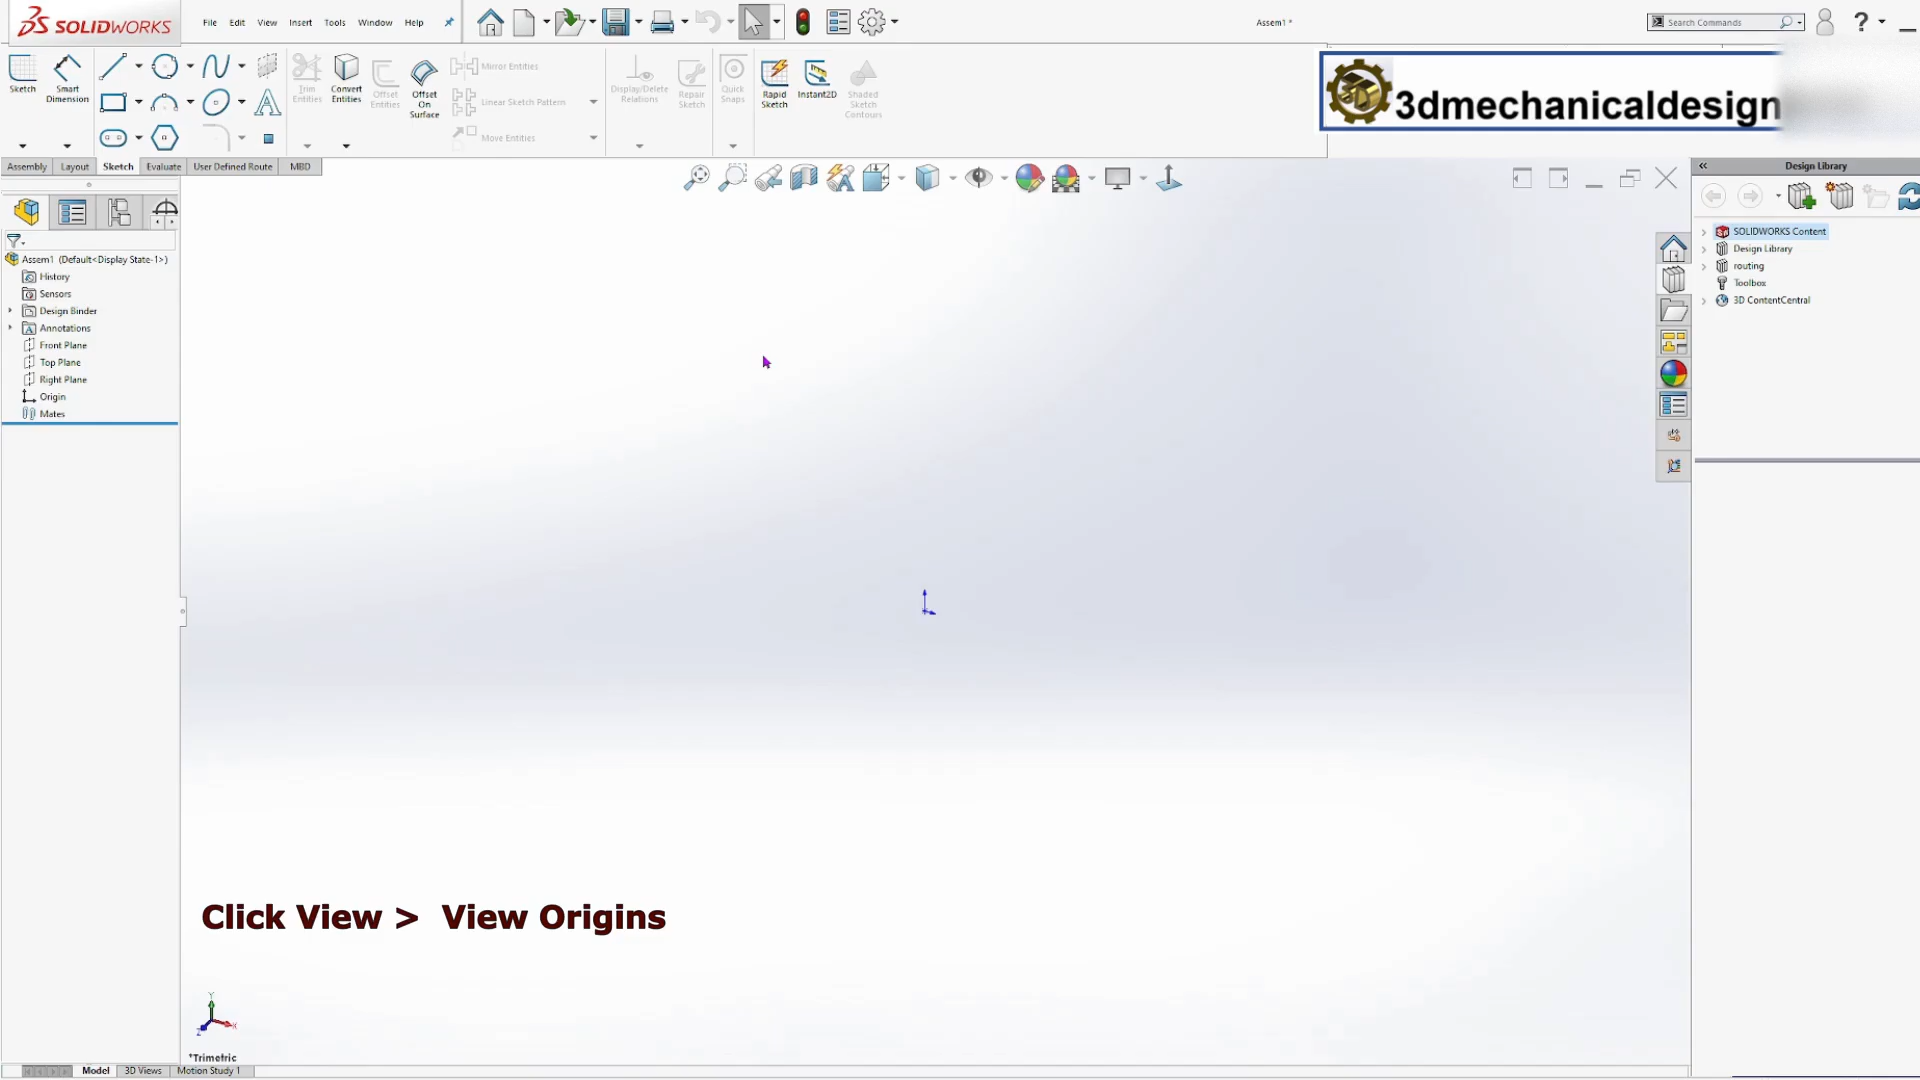 SOLIDWORKS
File Edit View Insert Tools Window Help
Assem1 *
Search Commands
?
Sketch
Smart Dimension
Trim Entities
Convert Entities
Offset Entities
Offset On Surface
Mirror Entities
Linear Sketch Pattern
Move Entities
Display/Delete Relations
Repair Sketch
Quick Snaps
Rapid Sketch
Instant2D
Shaded Sketch Contours
3dmechanicaldesign
Assembly Layout Sketch Evaluate User Defined Route MBD
Design Library
Assem1 (Default<Display State-1>)
History
Sensors
Design Binder
Annotations
Front Plane
Top Plane
Right Plane
Origin
Mates
SOLIDWORKS Content
Design Library
routing
Toolbox
3D ContentCentral
Click View > View Origins
Y
X
Z
*Trimetric
Model 3D Views Motion Study 1